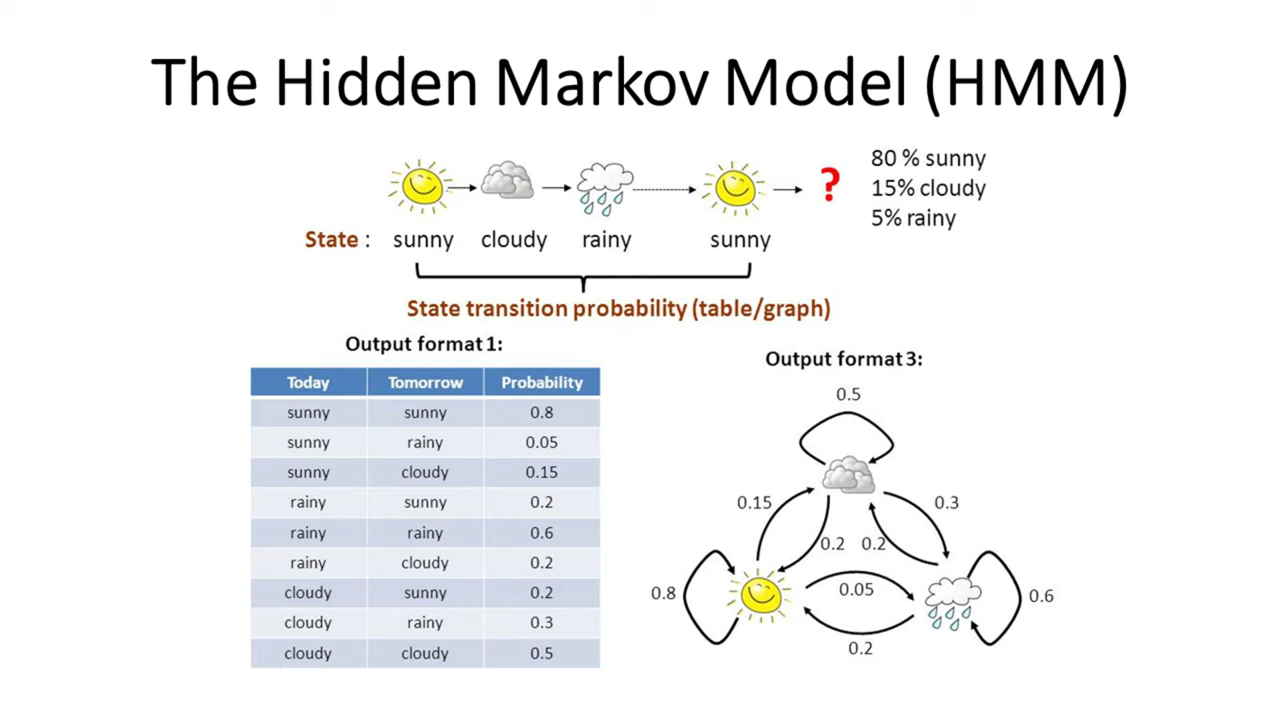 The Hidden Markov Model (HMM)
80 % sunny
15% cloudy
5% rainy
?
State : sunny cloudy rainy sunny
State transition probability (table/graph)
Output format 1:
Today Tomorrow Probability
sunny sunny 0.8
sunny rainy 0.05
sunny cloudy 0.15
rainy sunny 0.2
rainy rainy 0.6
rainy cloudy 0.2
cloudy sunny 0.2
cloudy rainy 0.3
cloudy cloudy 0.5
Output format 3:
0.5
0.15 0.3
0.2 0.2
0.8 0.05 0.6
0.2